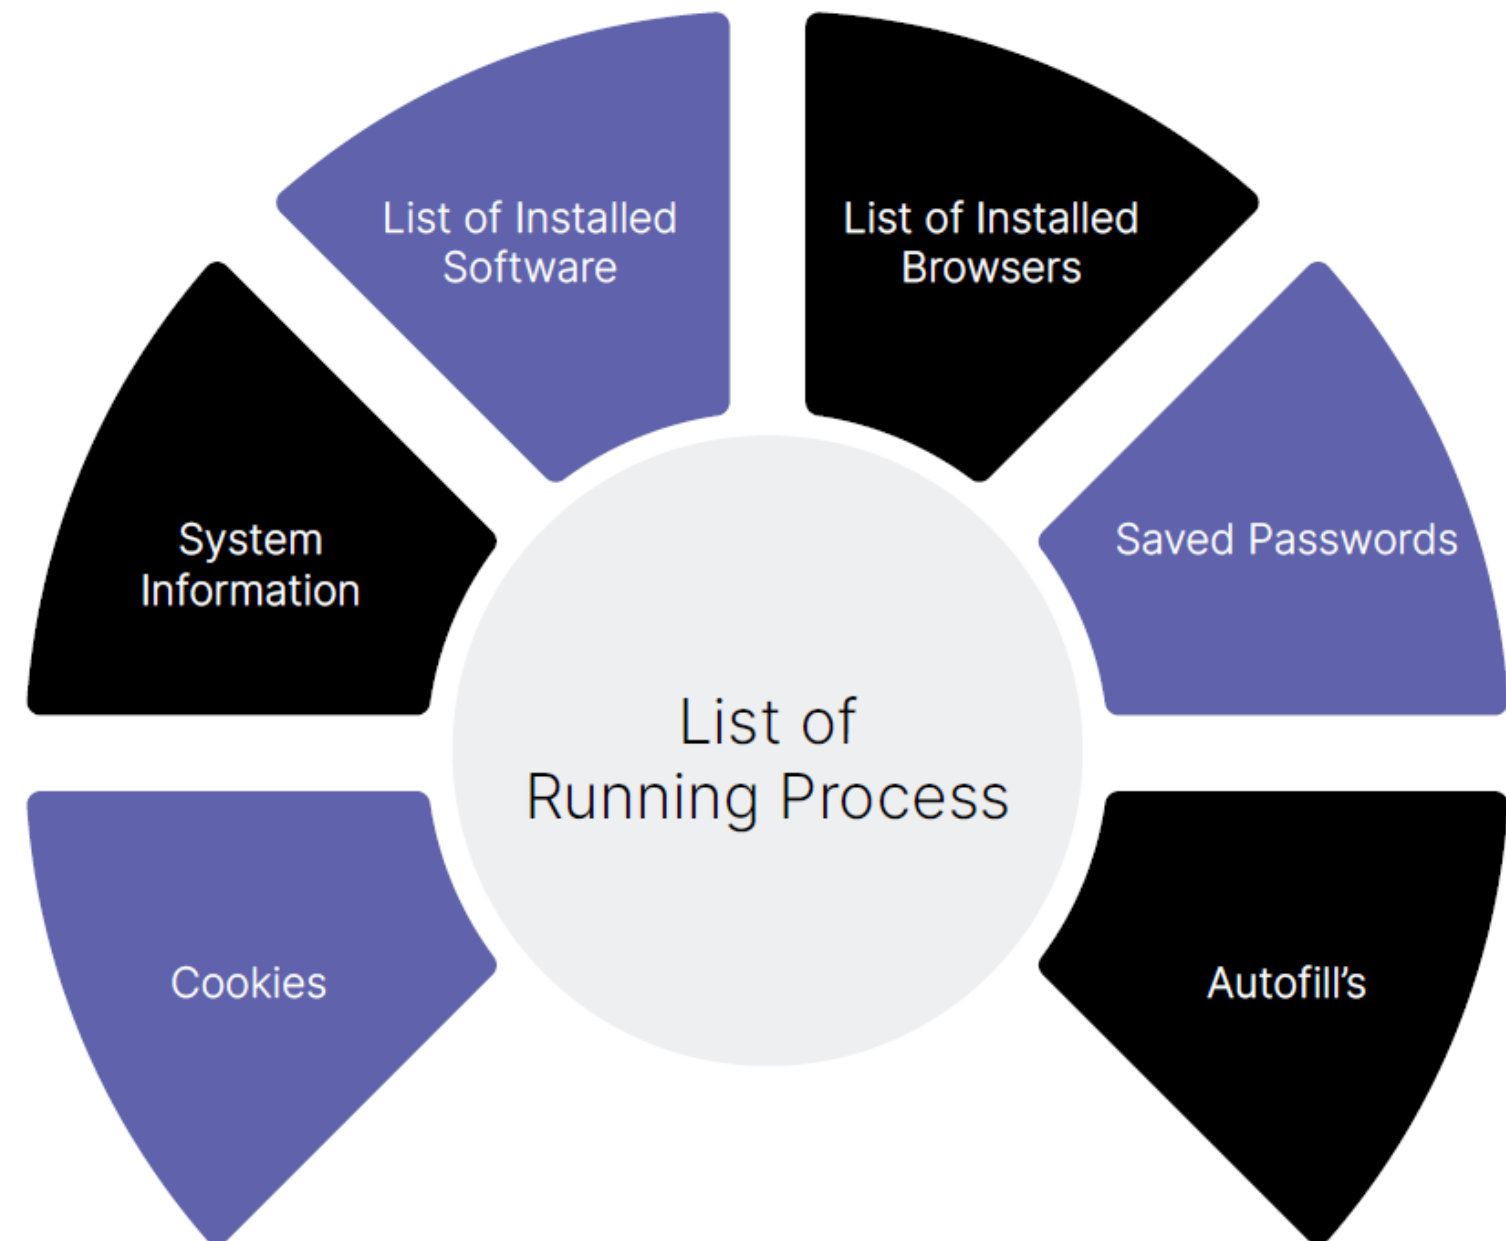 List of Installed
Software
List of Installed
Browsers
System
Information
Saved Passwords
List of
Running Process
Cookies
Autofill’s